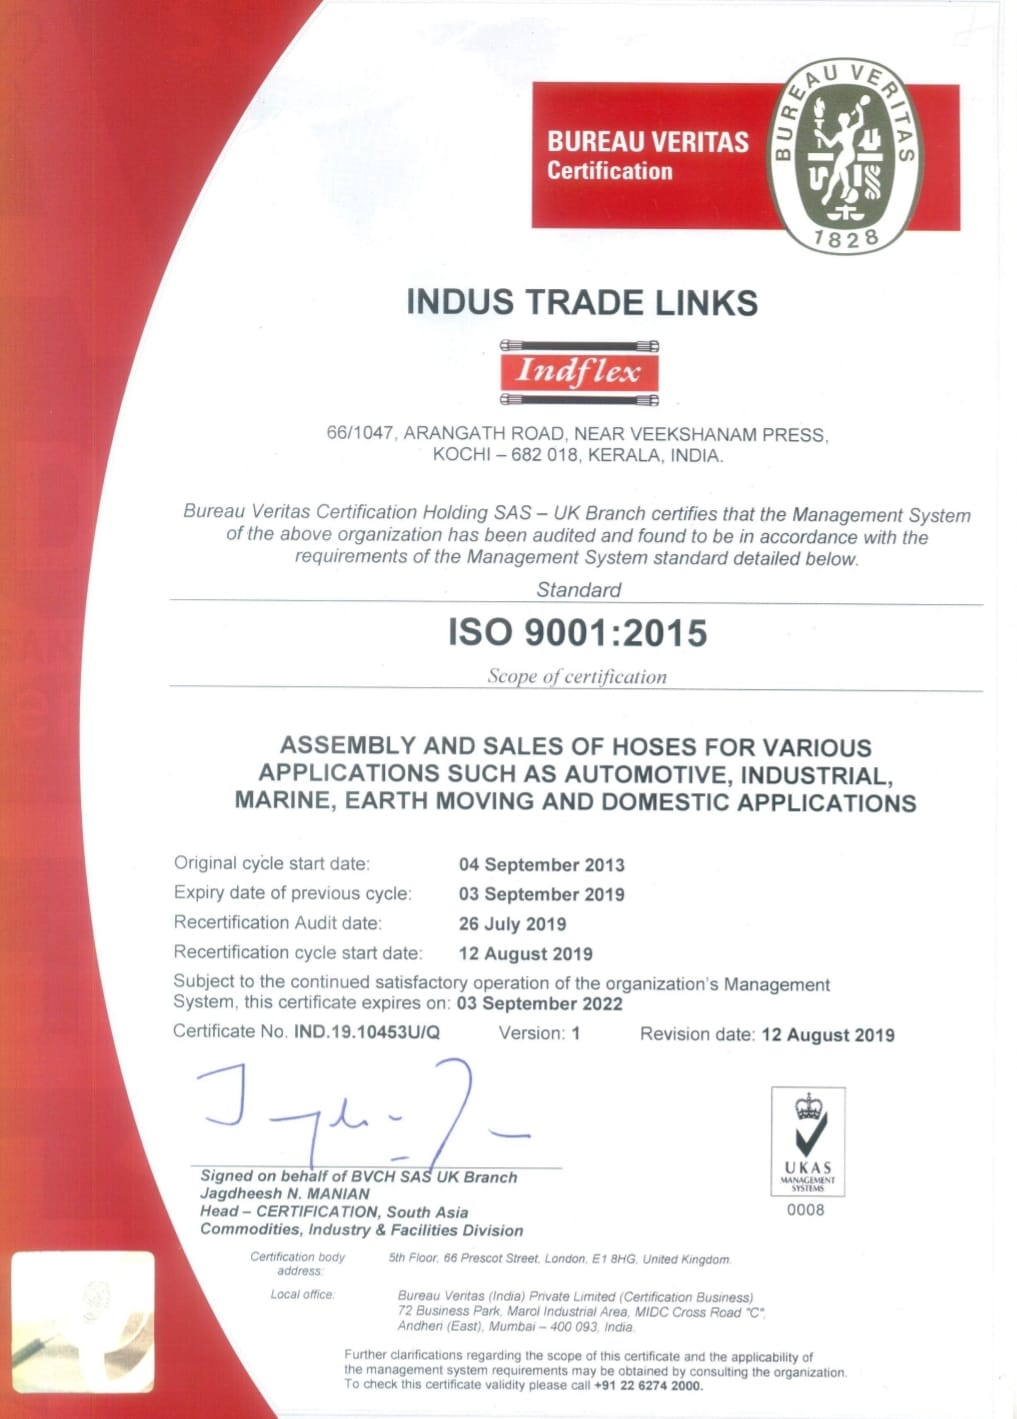 BUREAU VERITAS
Certification
BUREAU VERITAS
1828
INDUS TRADE LINKS
Indflex
66/1047, ARANGATH ROAD, NEAR VEEKSHANAM PRESS,
KOCHI – 682 018, KERALA, INDIA.
Bureau Veritas Certification Holding SAS – UK Branch certifies that the Management System
of the above organization has been audited and found to be in accordance with the
requirements of the Management System standard detailed below.
Standard
ISO 9001:2015
Scope of certification
ASSEMBLY AND SALES OF HOSES FOR VARIOUS
APPLICATIONS SUCH AS AUTOMOTIVE, INDUSTRIAL,
MARINE, EARTH MOVING AND DOMESTIC APPLICATIONS
Original cycle start date: 04 September 2013
Expiry date of previous cycle: 03 September 2019
Recertification Audit date: 26 July 2019
Recertification cycle start date: 12 August 2019
Subject to the continued satisfactory operation of the organization's Management
System, this certificate expires on: 03 September 2022
Certificate No. IND.19.10453U/Q Version: 1 Revision date: 12 August 2019
Signed on behalf of BVCH SAS UK Branch
Jagdheesh N. MANIAN
Head – CERTIFICATION, South Asia
Commodities, Industry & Facilities Division
UKAS
MANAGEMENT
SYSTEMS
0008
Certification body
address:
5th Floor, 66 Prescot Street, London, E1 8HG, United Kingdom.
Local office:
Bureau Veritas (India) Private Limited (Certification Business)
72 Business Park, Marol Industrial Area, MIDC Cross Road "C",
Andheri (East), Mumbai – 400 093, India.
Further clarifications regarding the scope of this certificate and the applicability of
the management system requirements may be obtained by consulting the organization.
To check this certificate validity please call +91 22 6274 2000.